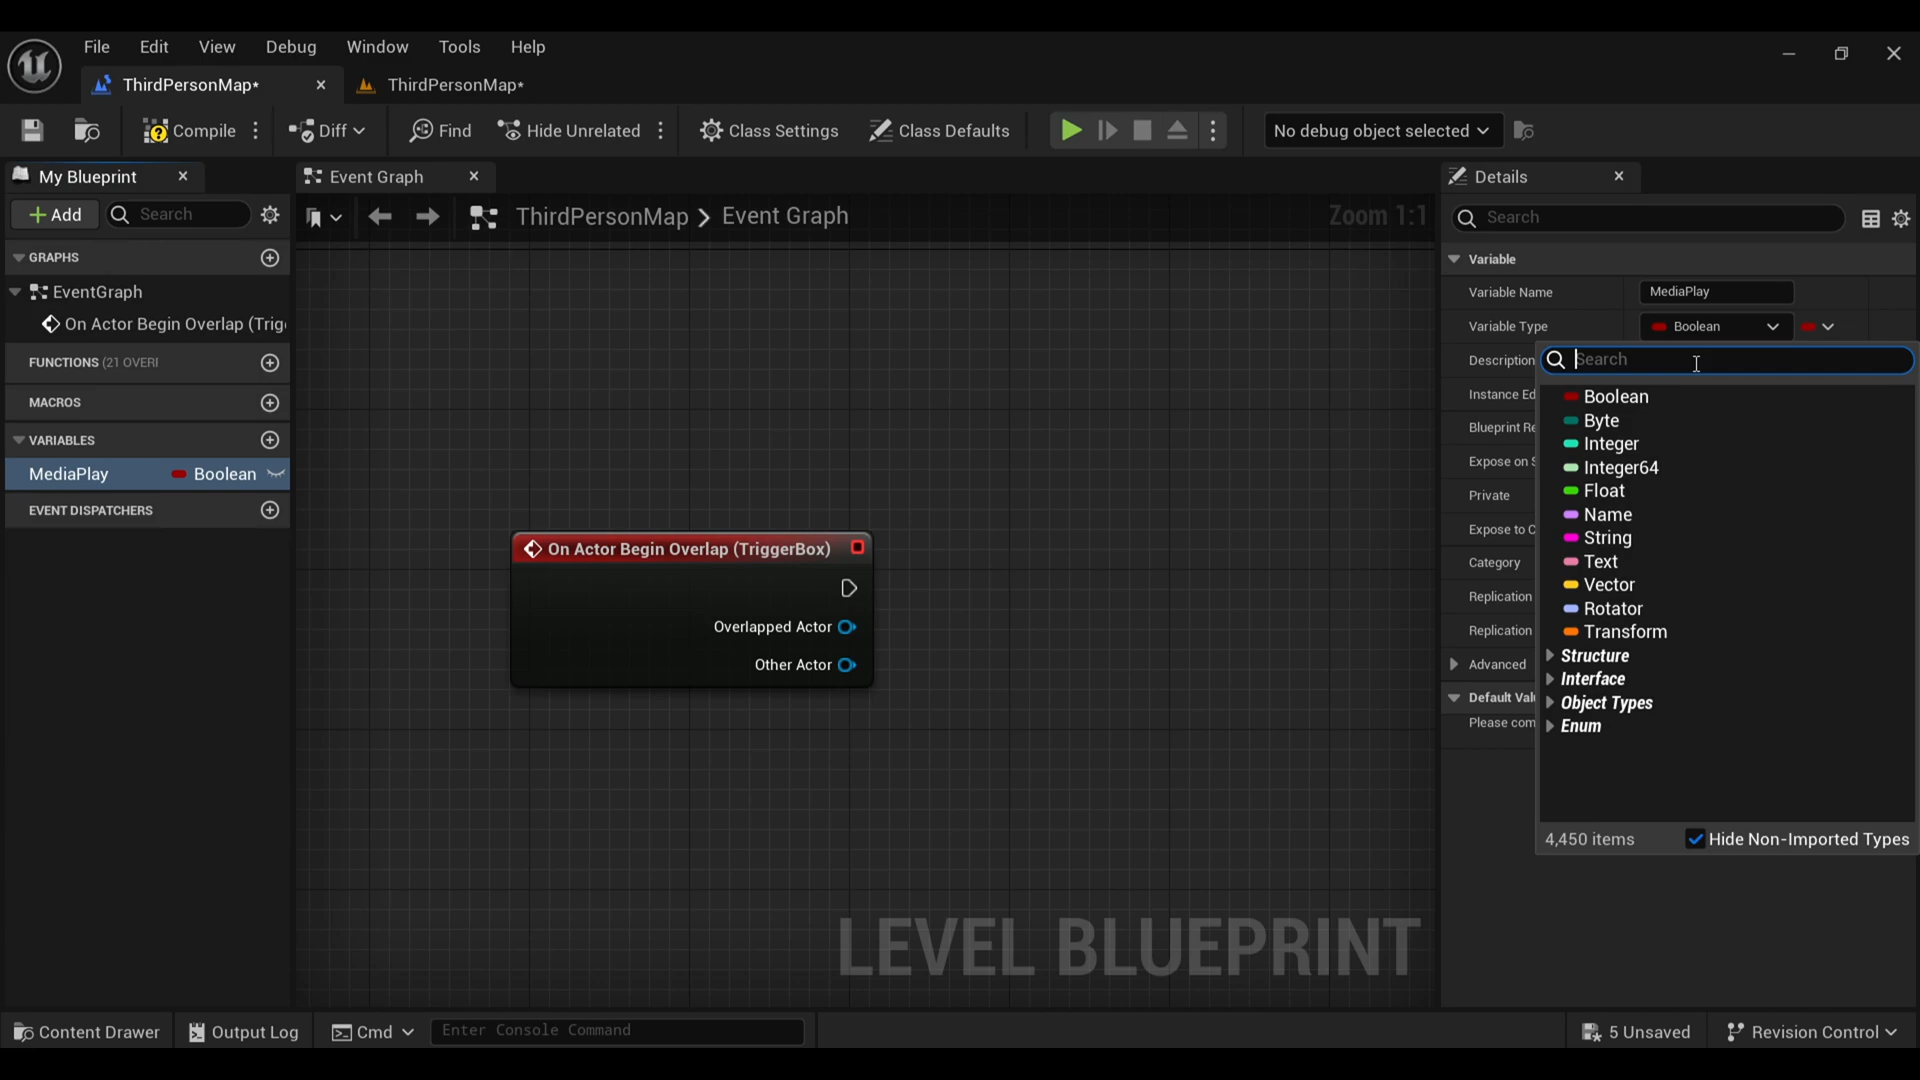 File Edit View Debug Window Tools Help
ThirdPersonMap* ThirdPersonMap*
Compile Diff Find Hide Unrelated Class Settings Class Defaults No debug object selected
My Blueprint Event Graph Details
+ Add Search ThirdPersonMap > Event Graph Zoom 1:1 Search
GRAPHS
EventGraph
On Actor Begin Overlap (Trig
FUNCTIONS (21 OVERI
MACROS
VARIABLES
MediaPlay Boolean
EVENT DISPATCHERS
On Actor Begin Overlap (TriggerBox)
Overlapped Actor
Other Actor
LEVEL BLUEPRINT
Variable
Variable Name MediaPlay
Variable Type Boolean
Description
Instance Ed
Blueprint Re
Expose on S
Private
Expose to C
Category
Replication
Replication
Advanced
Default Valu
Please com
Search
Boolean
Byte
Integer
Integer64
Float
Name
String
Text
Vector
Rotator
Transform
Structure
Interface
Object Types
Enum
4,450 items Hide Non-Imported Types
Content Drawer Output Log Cmd Enter Console Command 5 Unsaved Revision Control